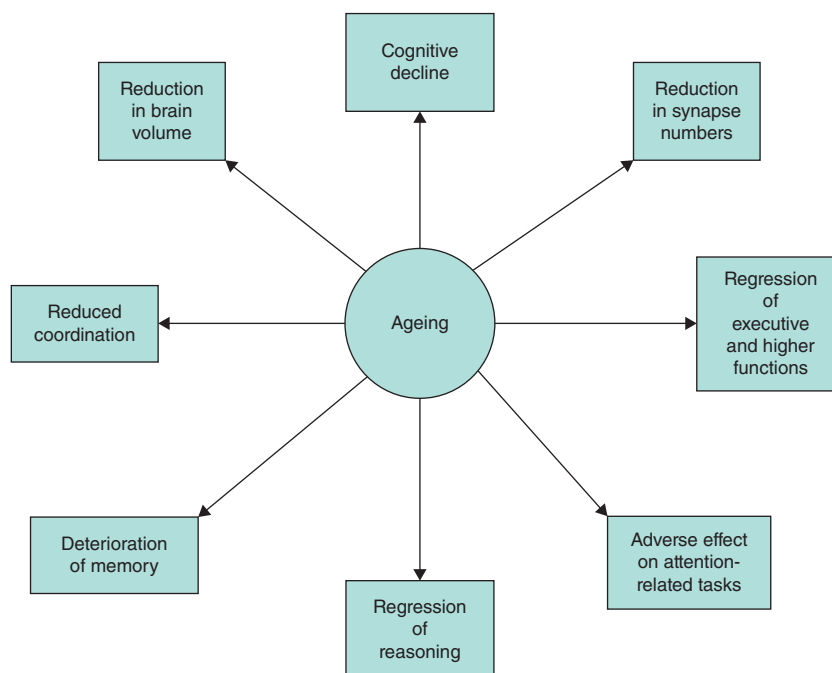 Cognitive
decline
Reduction
in brain
volume
Reduction
in synapse
numbers
Reduced
coordination
Ageing
Regression
of
executive
and higher
functions
Deterioration
of memory
Regression
of
reasoning
Adverse effect
on attention-
related tasks